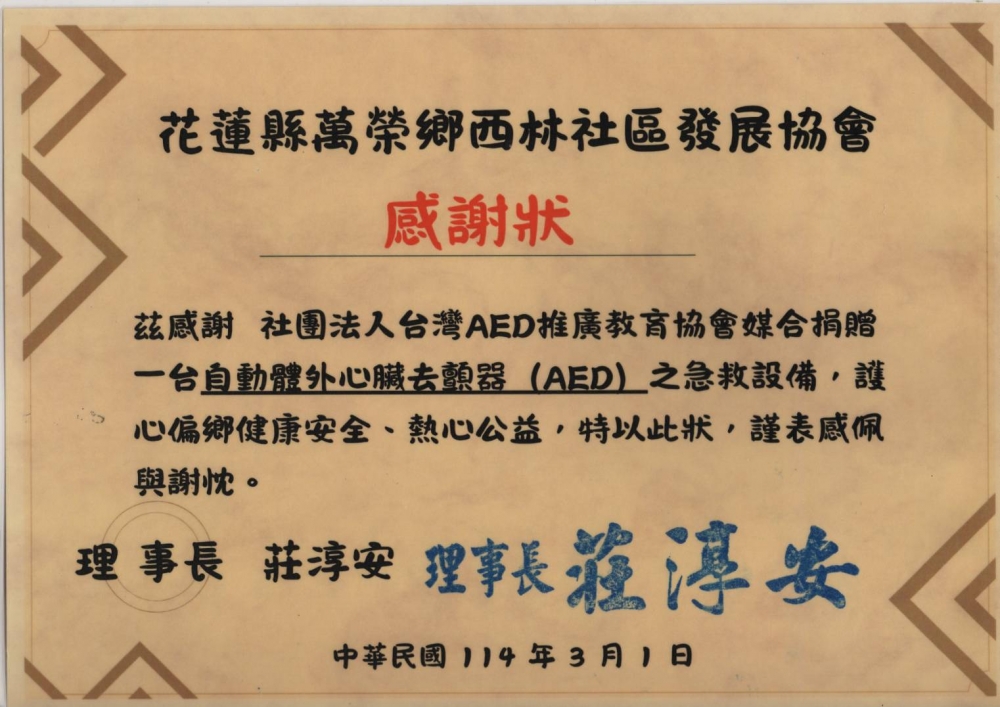 花蓮縣萬榮鄉西林社區發展協會
感謝狀
茲感謝 社團法人台灣AED推廣教育協會媒合捐贈
一台自動體外心臟去顫器（AED）之急救設備，護
心偏鄉健康安全、熱心公益，特以此狀，謹表感佩
與謝忱。
理 事長 莊淳安 理事長 莊淳安
中華民國114年3月1日